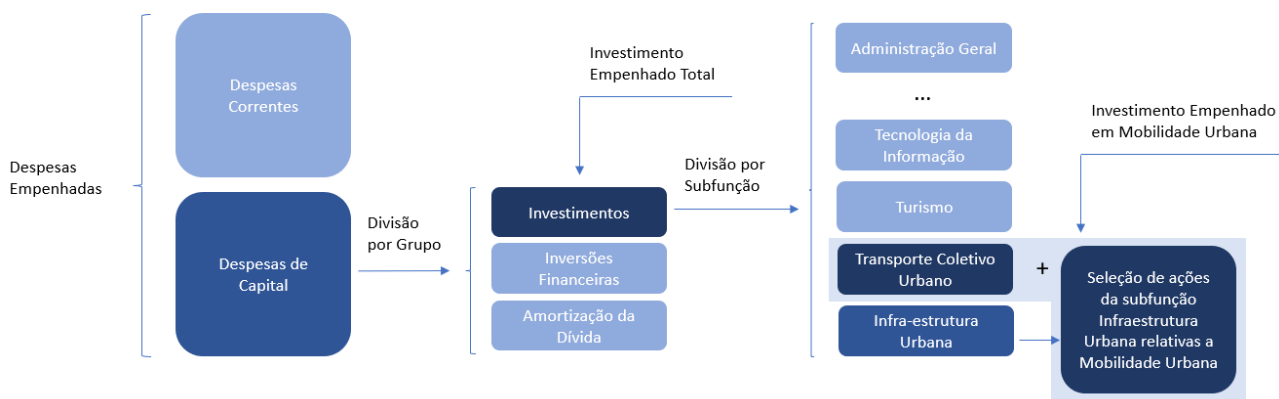 Despesas
Empenhadas
Despesas
Correntes
Despesas de
Capital
Divisão
por Grupo
Investimento
Empenhado Total
Investimentos
Inversões
Financeiras
Amortização da
Dívida
Divisão por
Subfunção
Administração Geral
...
Tecnologia da
Informação
Turismo
Transporte Coletivo
Urbano
Infra-estrutura
Urbana
Investimento Empenhado
em Mobilidade Urbana
+
Seleção de ações
da subfunção
Infraestrutura
Urbana relativas a
Mobilidade Urbana